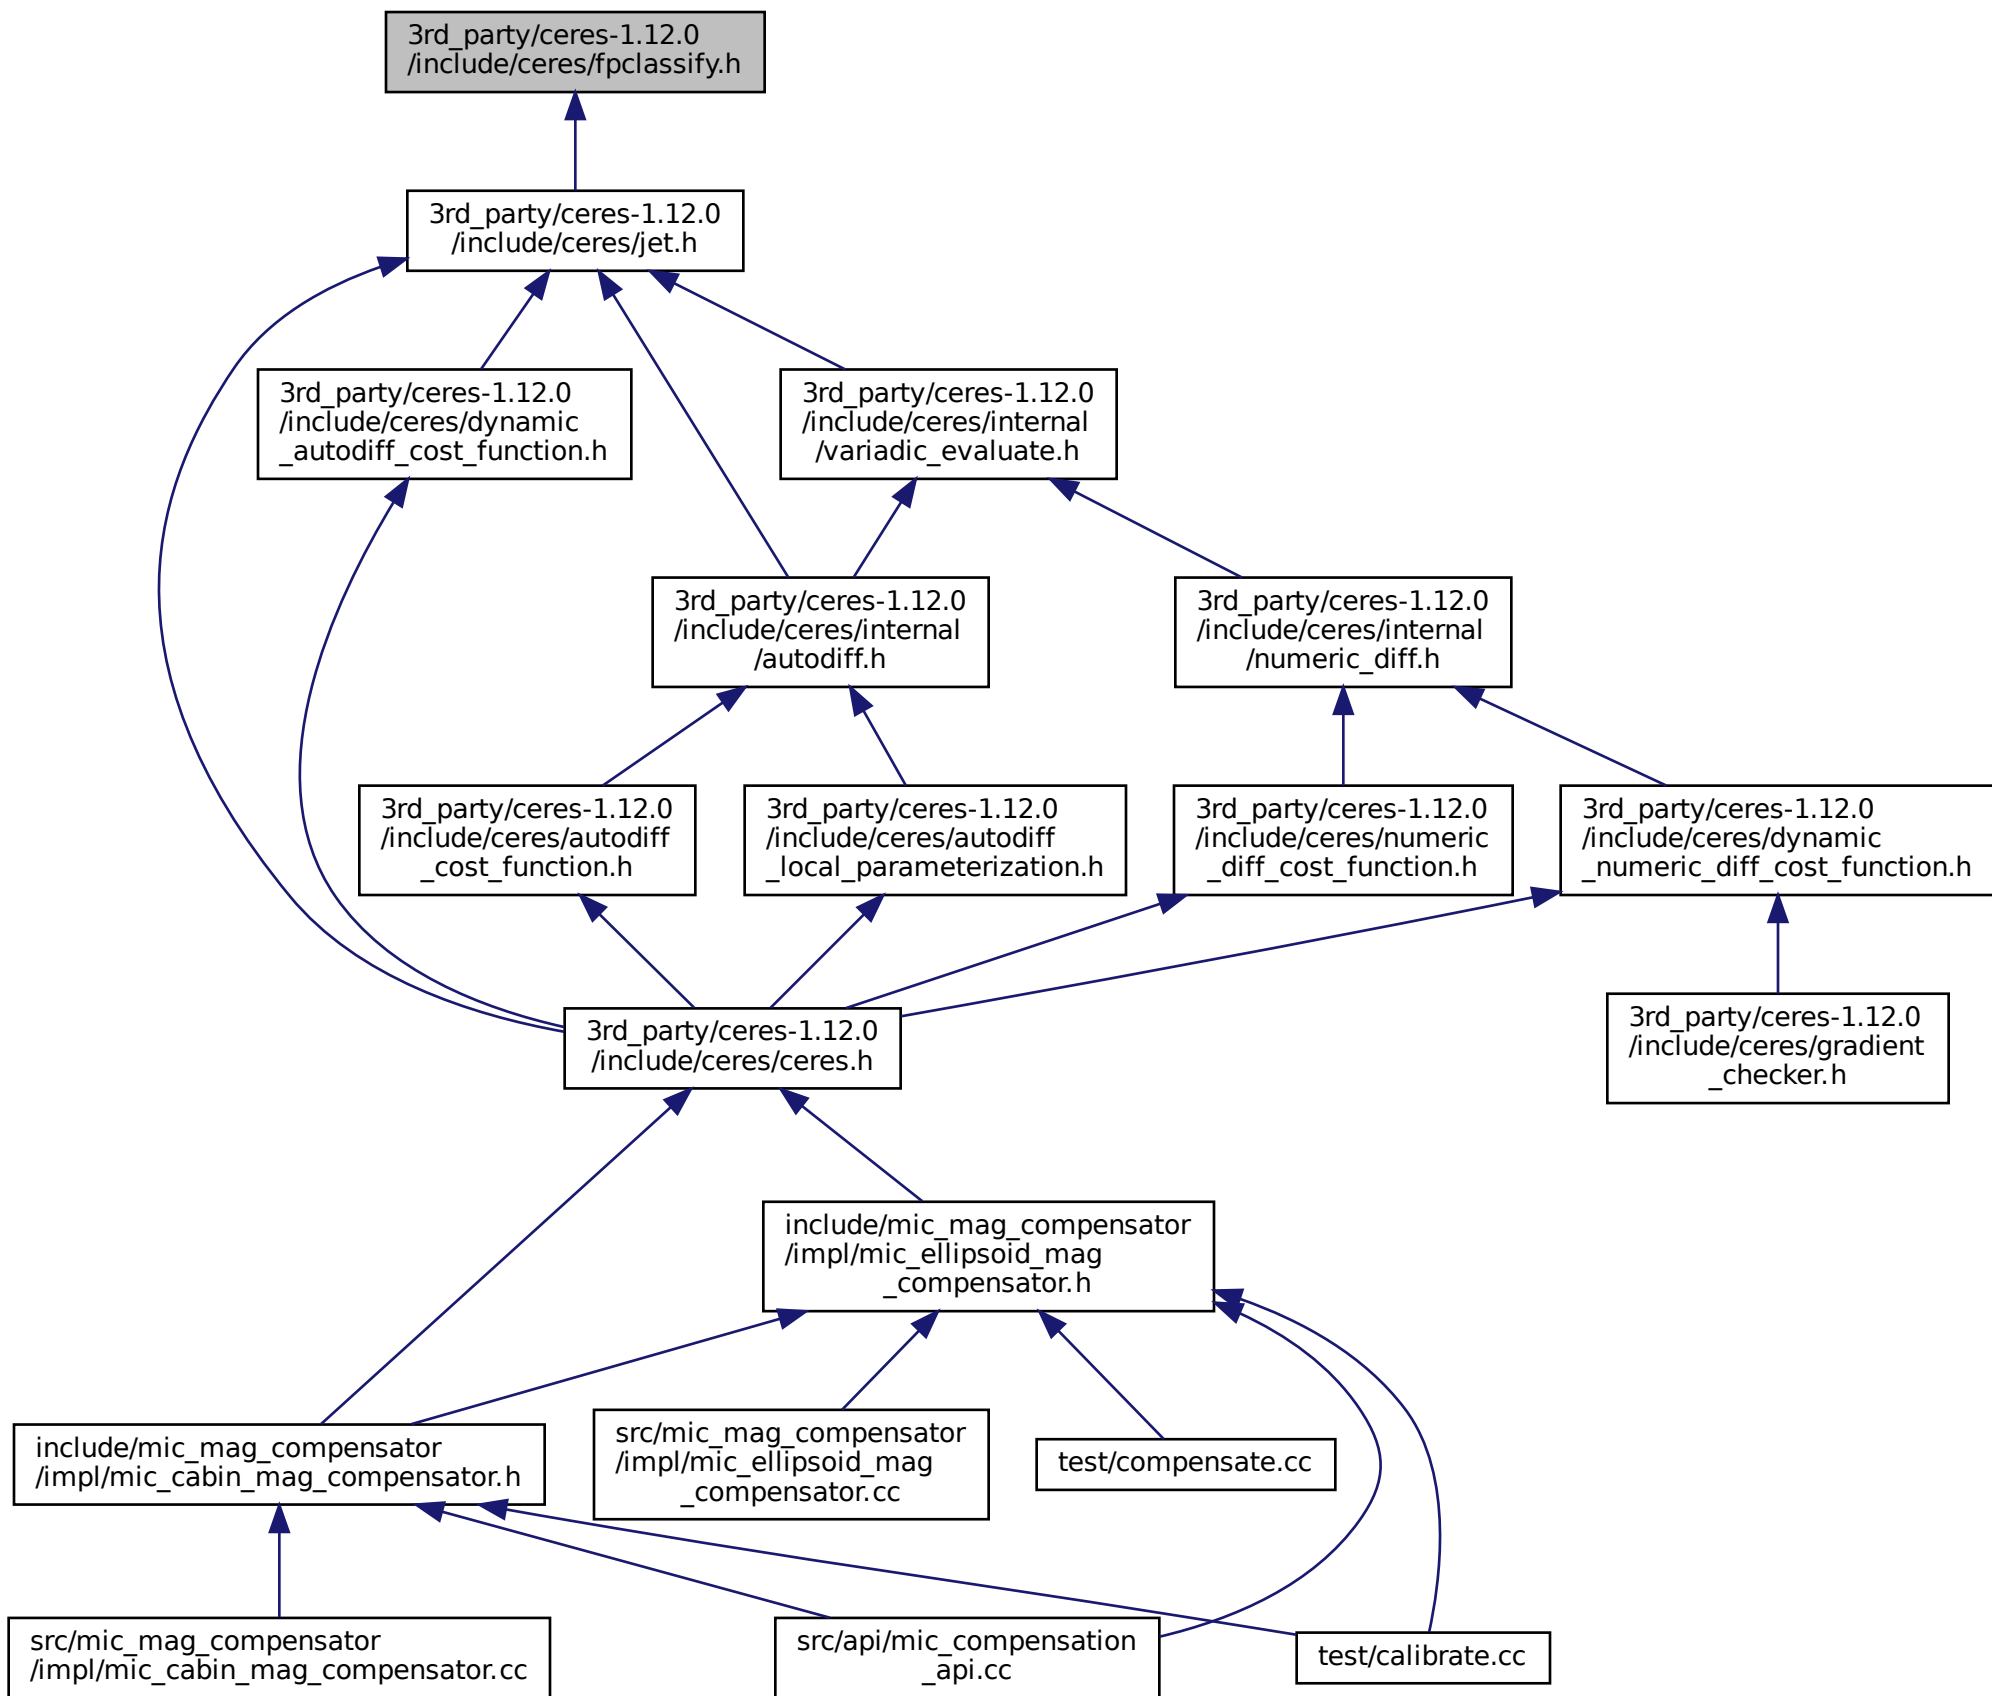 3rd_party/ceres-1.12.0
/include/ceres/fpclassify.h
3rd_party/ceres-1.12.0
/include/ceres/jet.h
3rd_party/ceres-1.12.0
/include/ceres/dynamic
_autodiff_cost_function.h
3rd_party/ceres-1.12.0
/include/ceres/internal
/variadic_evaluate.h
3rd_party/ceres-1.12.0
/include/ceres/internal
/autodiff.h
3rd_party/ceres-1.12.0
/include/ceres/internal
/numeric_diff.h
3rd_party/ceres-1.12.0
/include/ceres/autodiff
_cost_function.h
3rd_party/ceres-1.12.0
/include/ceres/autodiff
_local_parameterization.h
3rd_party/ceres-1.12.0
/include/ceres/numeric
_diff_cost_function.h
3rd_party/ceres-1.12.0
/include/ceres/dynamic
_numeric_diff_cost_function.h
3rd_party/ceres-1.12.0
/include/ceres/ceres.h
3rd_party/ceres-1.12.0
/include/ceres/gradient
_checker.h
include/mic_mag_compensator
/impl/mic_ellipsoid_mag
_compensator.h
include/mic_mag_compensator
/impl/mic_cabin_mag_compensator.h
src/mic_mag_compensator
/impl/mic_ellipsoid_mag
_compensator.cc
test/compensate.cc
src/mic_mag_compensator
/impl/mic_cabin_mag_compensator.cc
src/api/mic_compensation
_api.cc
test/calibrate.cc